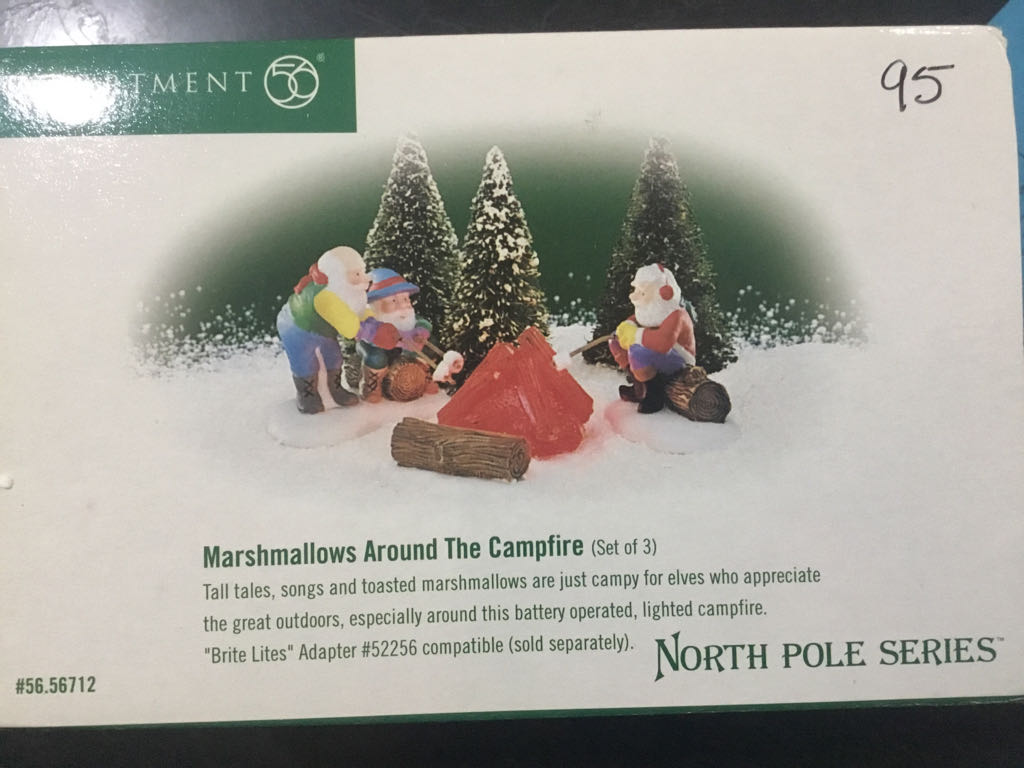 TMENT 56®
95
Marshmallows Around The Campfire (Set of 3)
Tall tales, songs and toasted marshmallows are just campy for elves who appreciate
the great outdoors, especially around this battery operated, lighted campfire.
"Brite Lites" Adapter #52256 compatible (sold separately).
NORTH POLE SERIES™
#56.56712